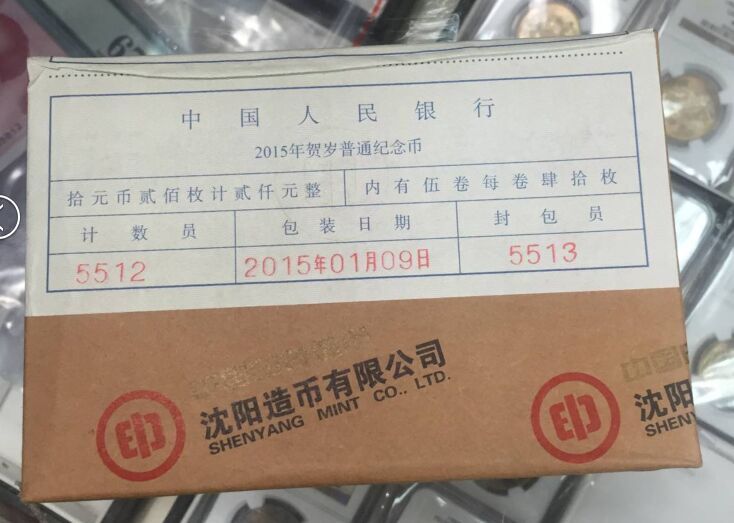 中国人民银行
2015年贺岁普通纪念币
拾元币贰佰枚计贰仟元整 内有伍卷每卷肆拾枚
计数员 包装日期 封包员
5512 2015年01月09日 5513
沈阳造币有限公司
SHENYANG MINT CO., LTD.
沈阳
SHENY